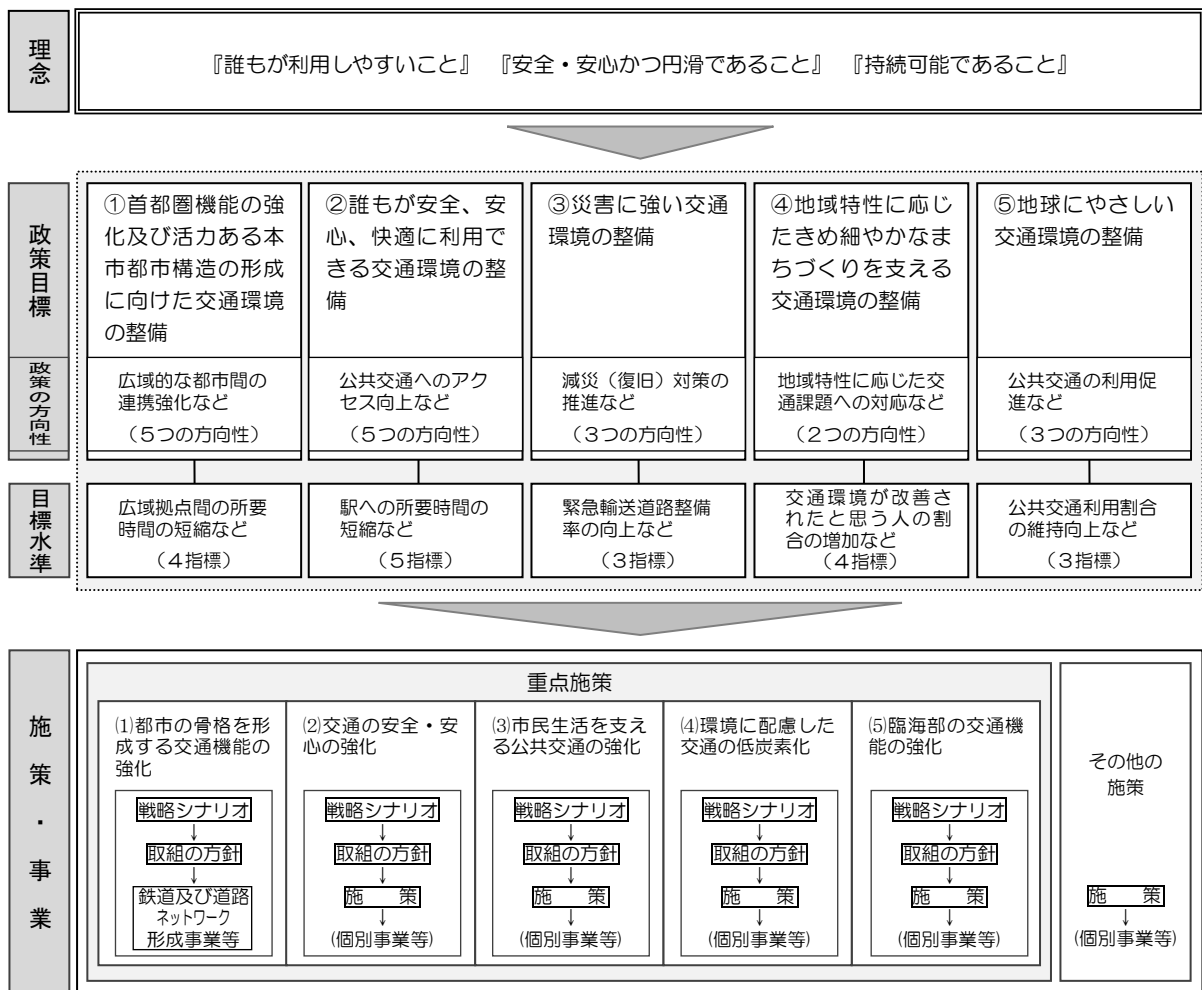 理念
『誰もが利用しやすいこと』 『安全・安心かつ円滑であること』 『持続可能であること』
政策目標
①首都圏機能の強
化及び活力ある本
市都市構造の形成
に向けた交通環境
の整備
②誰もが安全、安
心、快適に利用で
きる交通環境の整
備
③災害に強い交通
環境の整備
④地域特性に応じ
たきめ細やかなま
ちづくりを支える
交通環境の整備
⑤地球にやさしい
交通環境の整備
政策の方向性
広域的な都市間の
連携強化など
（５つの方向性）
公共交通へのアク
セス向上など
（５つの方向性）
減災（復旧）対策の
推進など
（３つの方向性）
地域特性に応じた交
通課題への対応など
（２つの方向性）
公共交通の利用促
進など
（３つの方向性）
目標水準
広域拠点間の所要
時間の短縮など
（４指標）
駅への所要時間の
短縮など
（５指標）
緊急輸送道路整備
率の向上など
（３指標）
交通環境が改善さ
れたと思う人の割
合の増加など
（４指標）
公共交通利用割合
の維持向上など
（３指標）
施策・事業
重点施策
⑴都市の骨格を形
成する交通機能の
強化
戦略シナリオ
↓
取組の方針
↓
鉄道及び道路
ネットワーク
形成事業等
⑵交通の安全・安
心の強化
戦略シナリオ
↓
取組の方針
↓
施　策
↓
(個別事業等)
⑶市民生活を支え
る公共交通の強化
戦略シナリオ
↓
取組の方針
↓
施　策
↓
(個別事業等)
⑷環境に配慮した
交通の低炭素化
戦略シナリオ
↓
取組の方針
↓
施　策
↓
(個別事業等)
⑸臨海部の交通機
能の強化
戦略シナリオ
↓
取組の方針
↓
施　策
↓
(個別事業等)
その他の
施策
施　策
↓
(個別事業等)